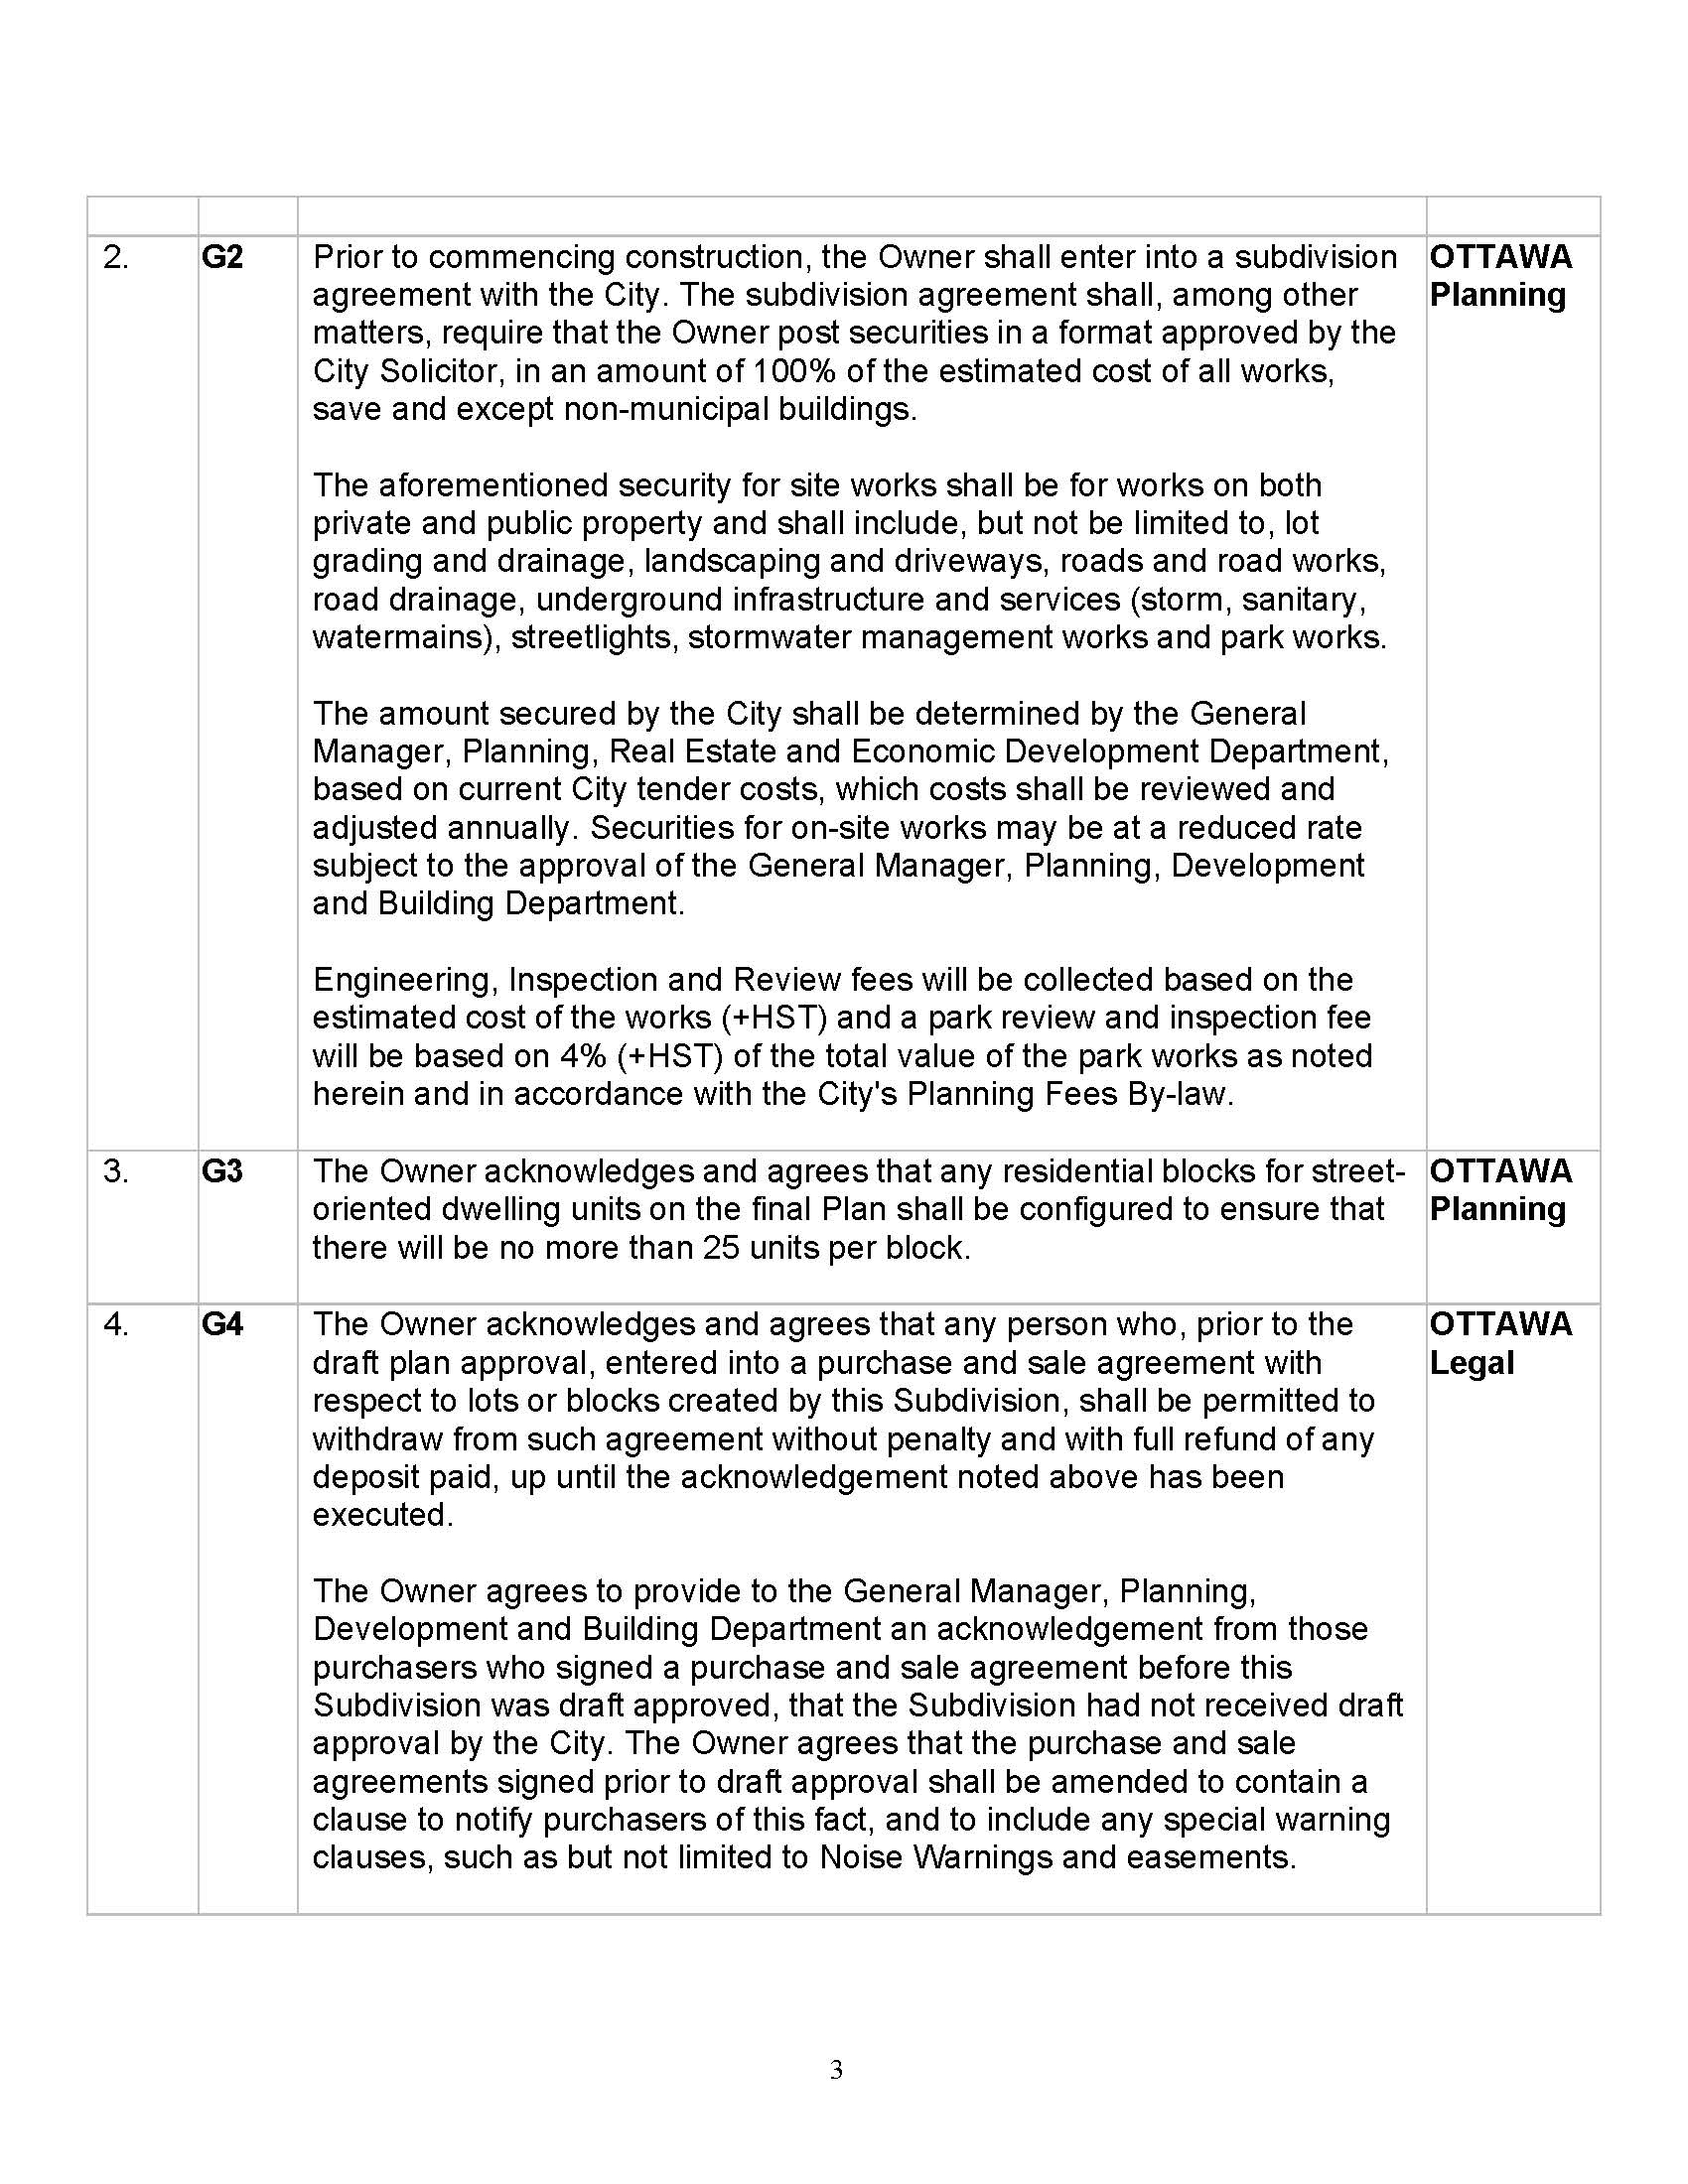 2.
G2
Prior to commencing construction, the Owner shall enter into a subdivision
agreement with the City. The subdivision agreement shall, among other
matters, require that the Owner post securities in a format approved by the
City Solicitor, in an amount of 100% of the estimated cost of all works,
save and except non-municipal buildings.
The aforementioned security for site works shall be for works on both
private and public property and shall include, but not be limited to, lot
grading and drainage, landscaping and driveways, roads and road works,
road drainage, underground infrastructure and services (storm, sanitary,
watermains), streetlights, stormwater management works and park works.
The amount secured by the City shall be determined by the General
Manager, Planning, Real Estate and Economic Development Department,
based on current City tender costs, which costs shall be reviewed and
adjusted annually. Securities for on-site works may be at a reduced rate
subject to the approval of the General Manager, Planning, Development
and Building Department.
Engineering, Inspection and Review fees will be collected based on the
estimated cost of the works (+HST) and a park review and inspection fee
will be based on 4% (+HST) of the total value of the park works as noted
herein and in accordance with the City's Planning Fees By-law.
OTTAWA
Planning
3.
G3
The Owner acknowledges and agrees that any residential blocks for street-
oriented dwelling units on the final Plan shall be configured to ensure that
there will be no more than 25 units per block.
OTTAWA
Planning
4.
G4
The Owner acknowledges and agrees that any person who, prior to the
draft plan approval, entered into a purchase and sale agreement with
respect to lots or blocks created by this Subdivision, shall be permitted to
withdraw from such agreement without penalty and with full refund of any
deposit paid, up until the acknowledgement noted above has been
executed.
The Owner agrees to provide to the General Manager, Planning,
Development and Building Department an acknowledgement from those
purchasers who signed a purchase and sale agreement before this
Subdivision was draft approved, that the Subdivision had not received draft
approval by the City. The Owner agrees that the purchase and sale
agreements signed prior to draft approval shall be amended to contain a
clause to notify purchasers of this fact, and to include any special warning
clauses, such as but not limited to Noise Warnings and easements.
OTTAWA
Legal
3